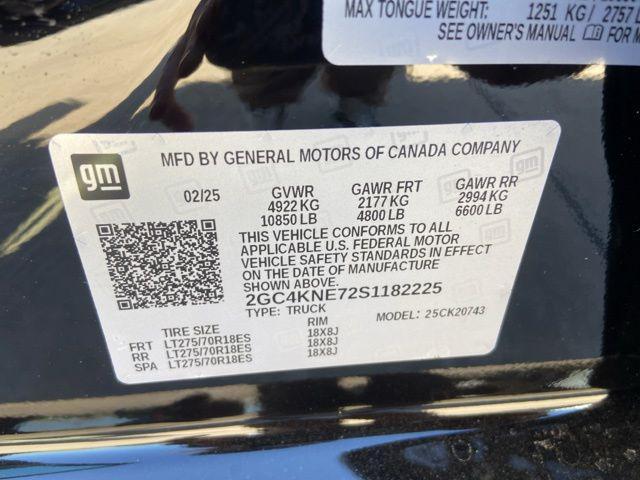 MAX TONGUE WEIGHT: 1251 KG / 2757 L
SEE OWNER'S MANUAL FOR M
gm
MFD BY GENERAL MOTORS OF CANADA COMPANY
02/25 GVWR GAWR FRT GAWR RR
4922 KG 2177 KG 2994 KG
10850 LB 4800 LB 6600 LB
THIS VEHICLE CONFORMS TO ALL
APPLICABLE U.S. FEDERAL MOTOR
VEHICLE SAFETY STANDARDS IN EFFECT
ON THE DATE OF MANUFACTURE
SHOWN ABOVE.
2GC4KNE72S1182225
TYPE: TRUCK MODEL: 25CK20743
TIRE SIZE RIM
FRT LT275/70R18ES 18X8J
RR LT275/70R18ES 18X8J
SPA LT275/70R18ES 18X8J